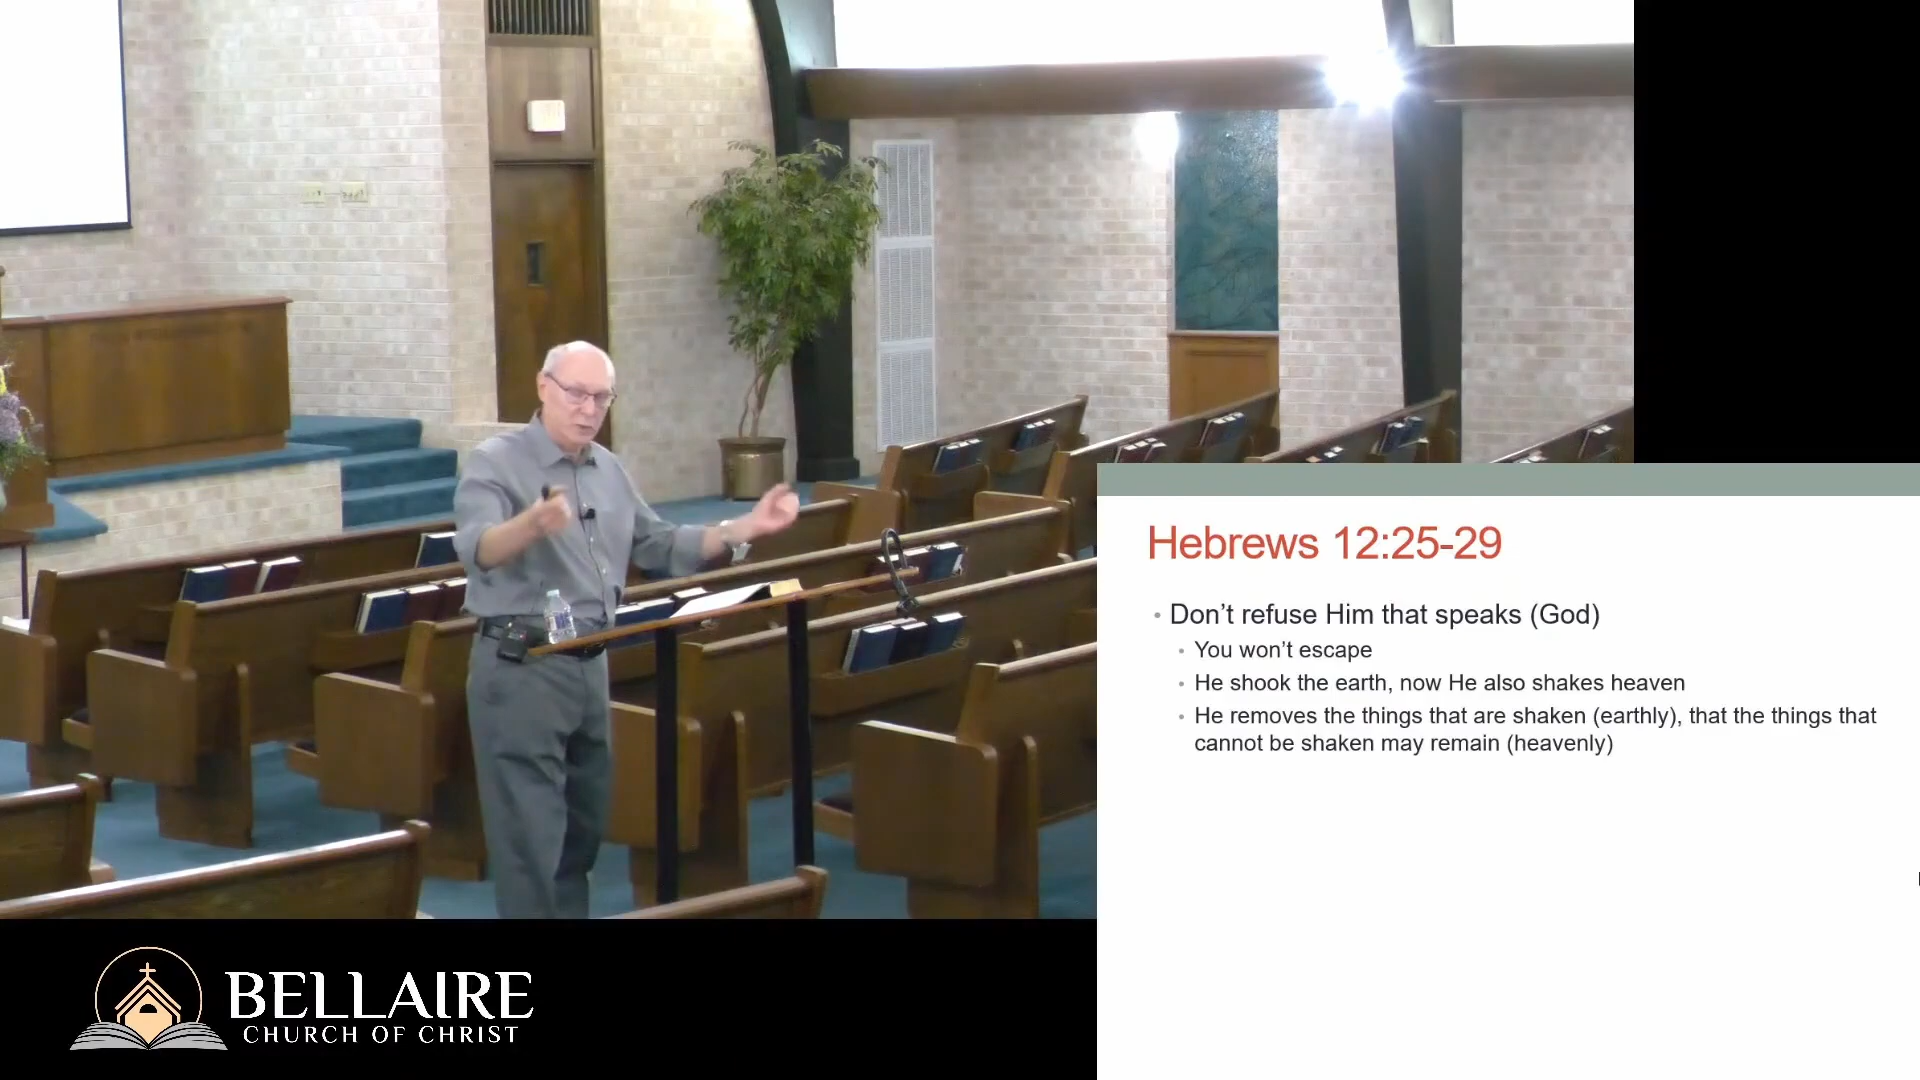 Hebrews 12:25-29
• Don't refuse Him that speaks (God)
• You won't escape
• He shook the earth, now He also shakes heaven
• He removes the things that are shaken (earthly), that the things that
cannot be shaken may remain (heavenly)
BELLAIRE
CHURCH OF CHRIST